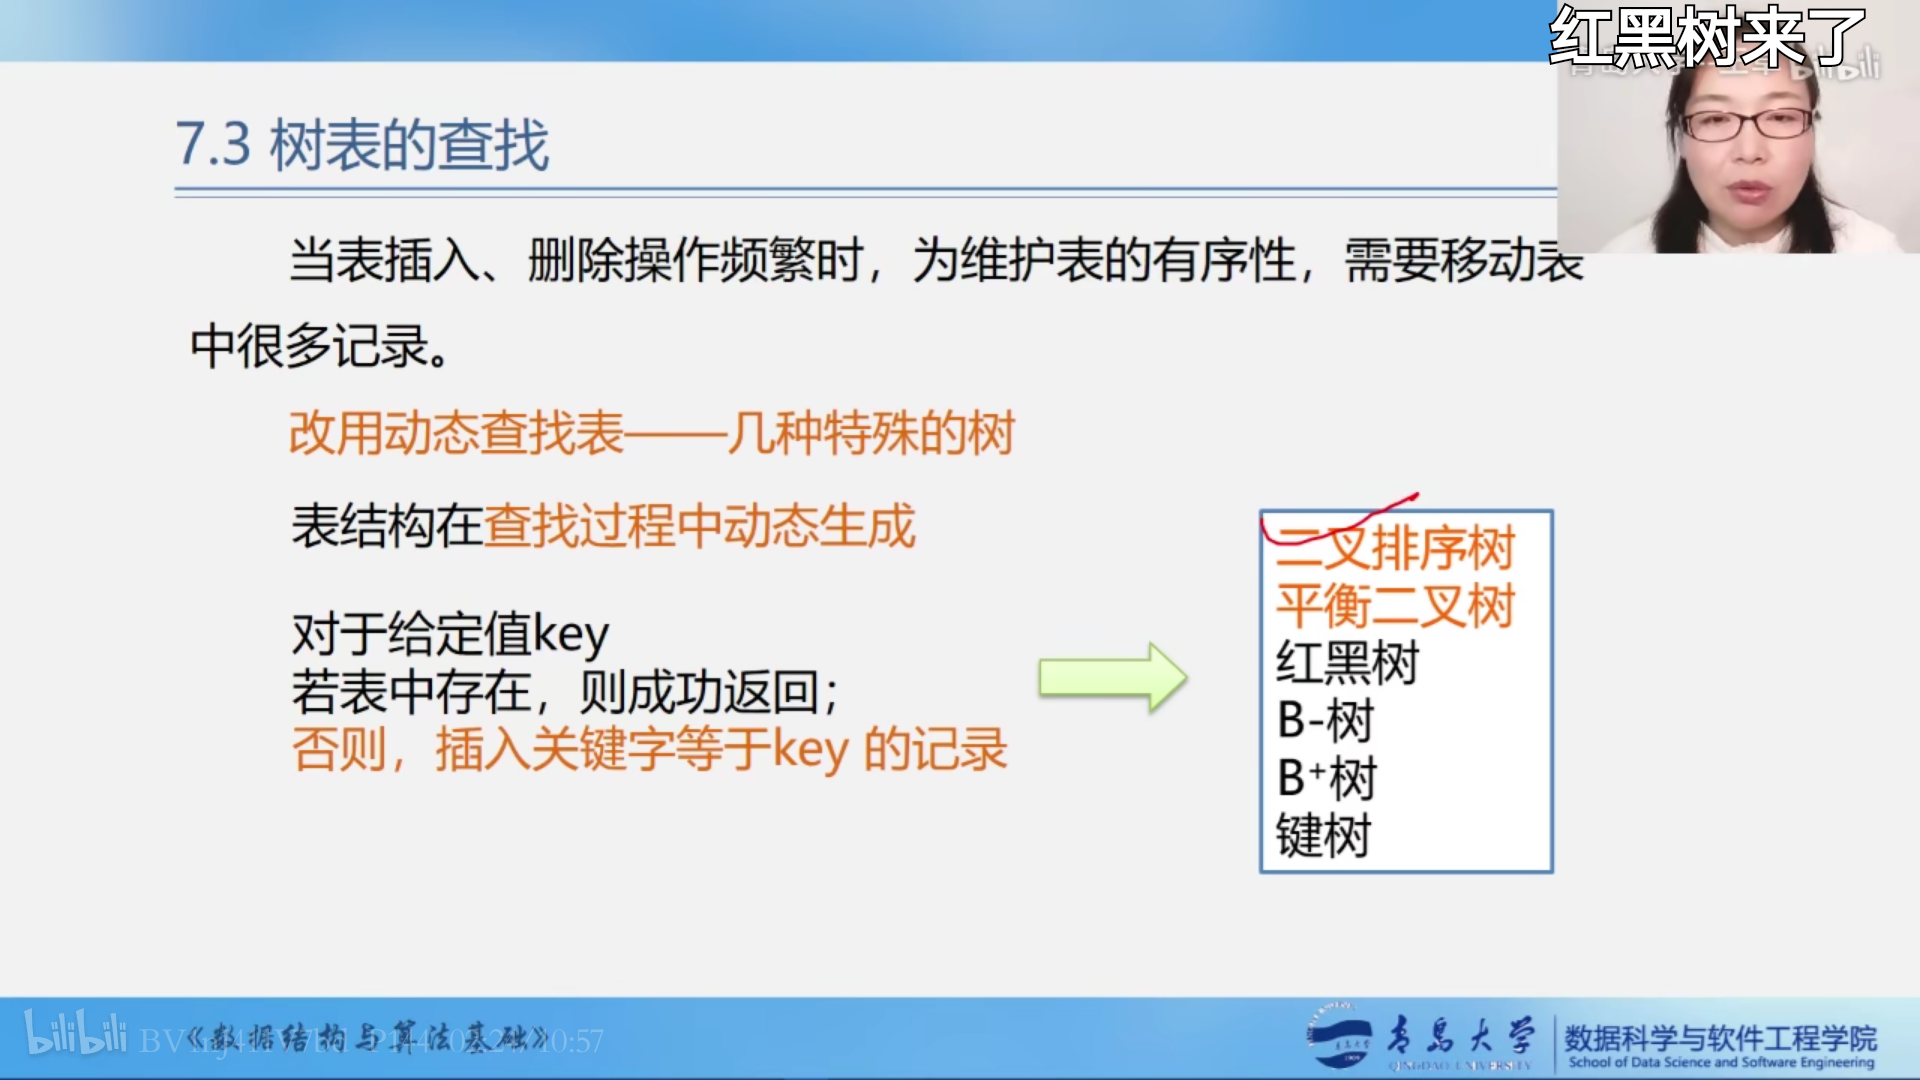 红黑树来了
bilibili
7.3 树表的查找
当表插入、删除操作频繁时，为维护表的有序性，需要移动表
中很多记录。
改用动态查找表——几种特殊的树
表结构在查找过程中动态生成
对于给定值key
若表中存在，则成功返回；
否则，插入关键字等于key 的记录
二叉排序树
平衡二叉树
红黑树
B-树
B⁺树
键树
bilibili
《数据结构与算法基础》
10:57
青岛大学
QINGDAO UNIVERSITY
数据科学与软件工程学院
School of Data Science and Software Engineering